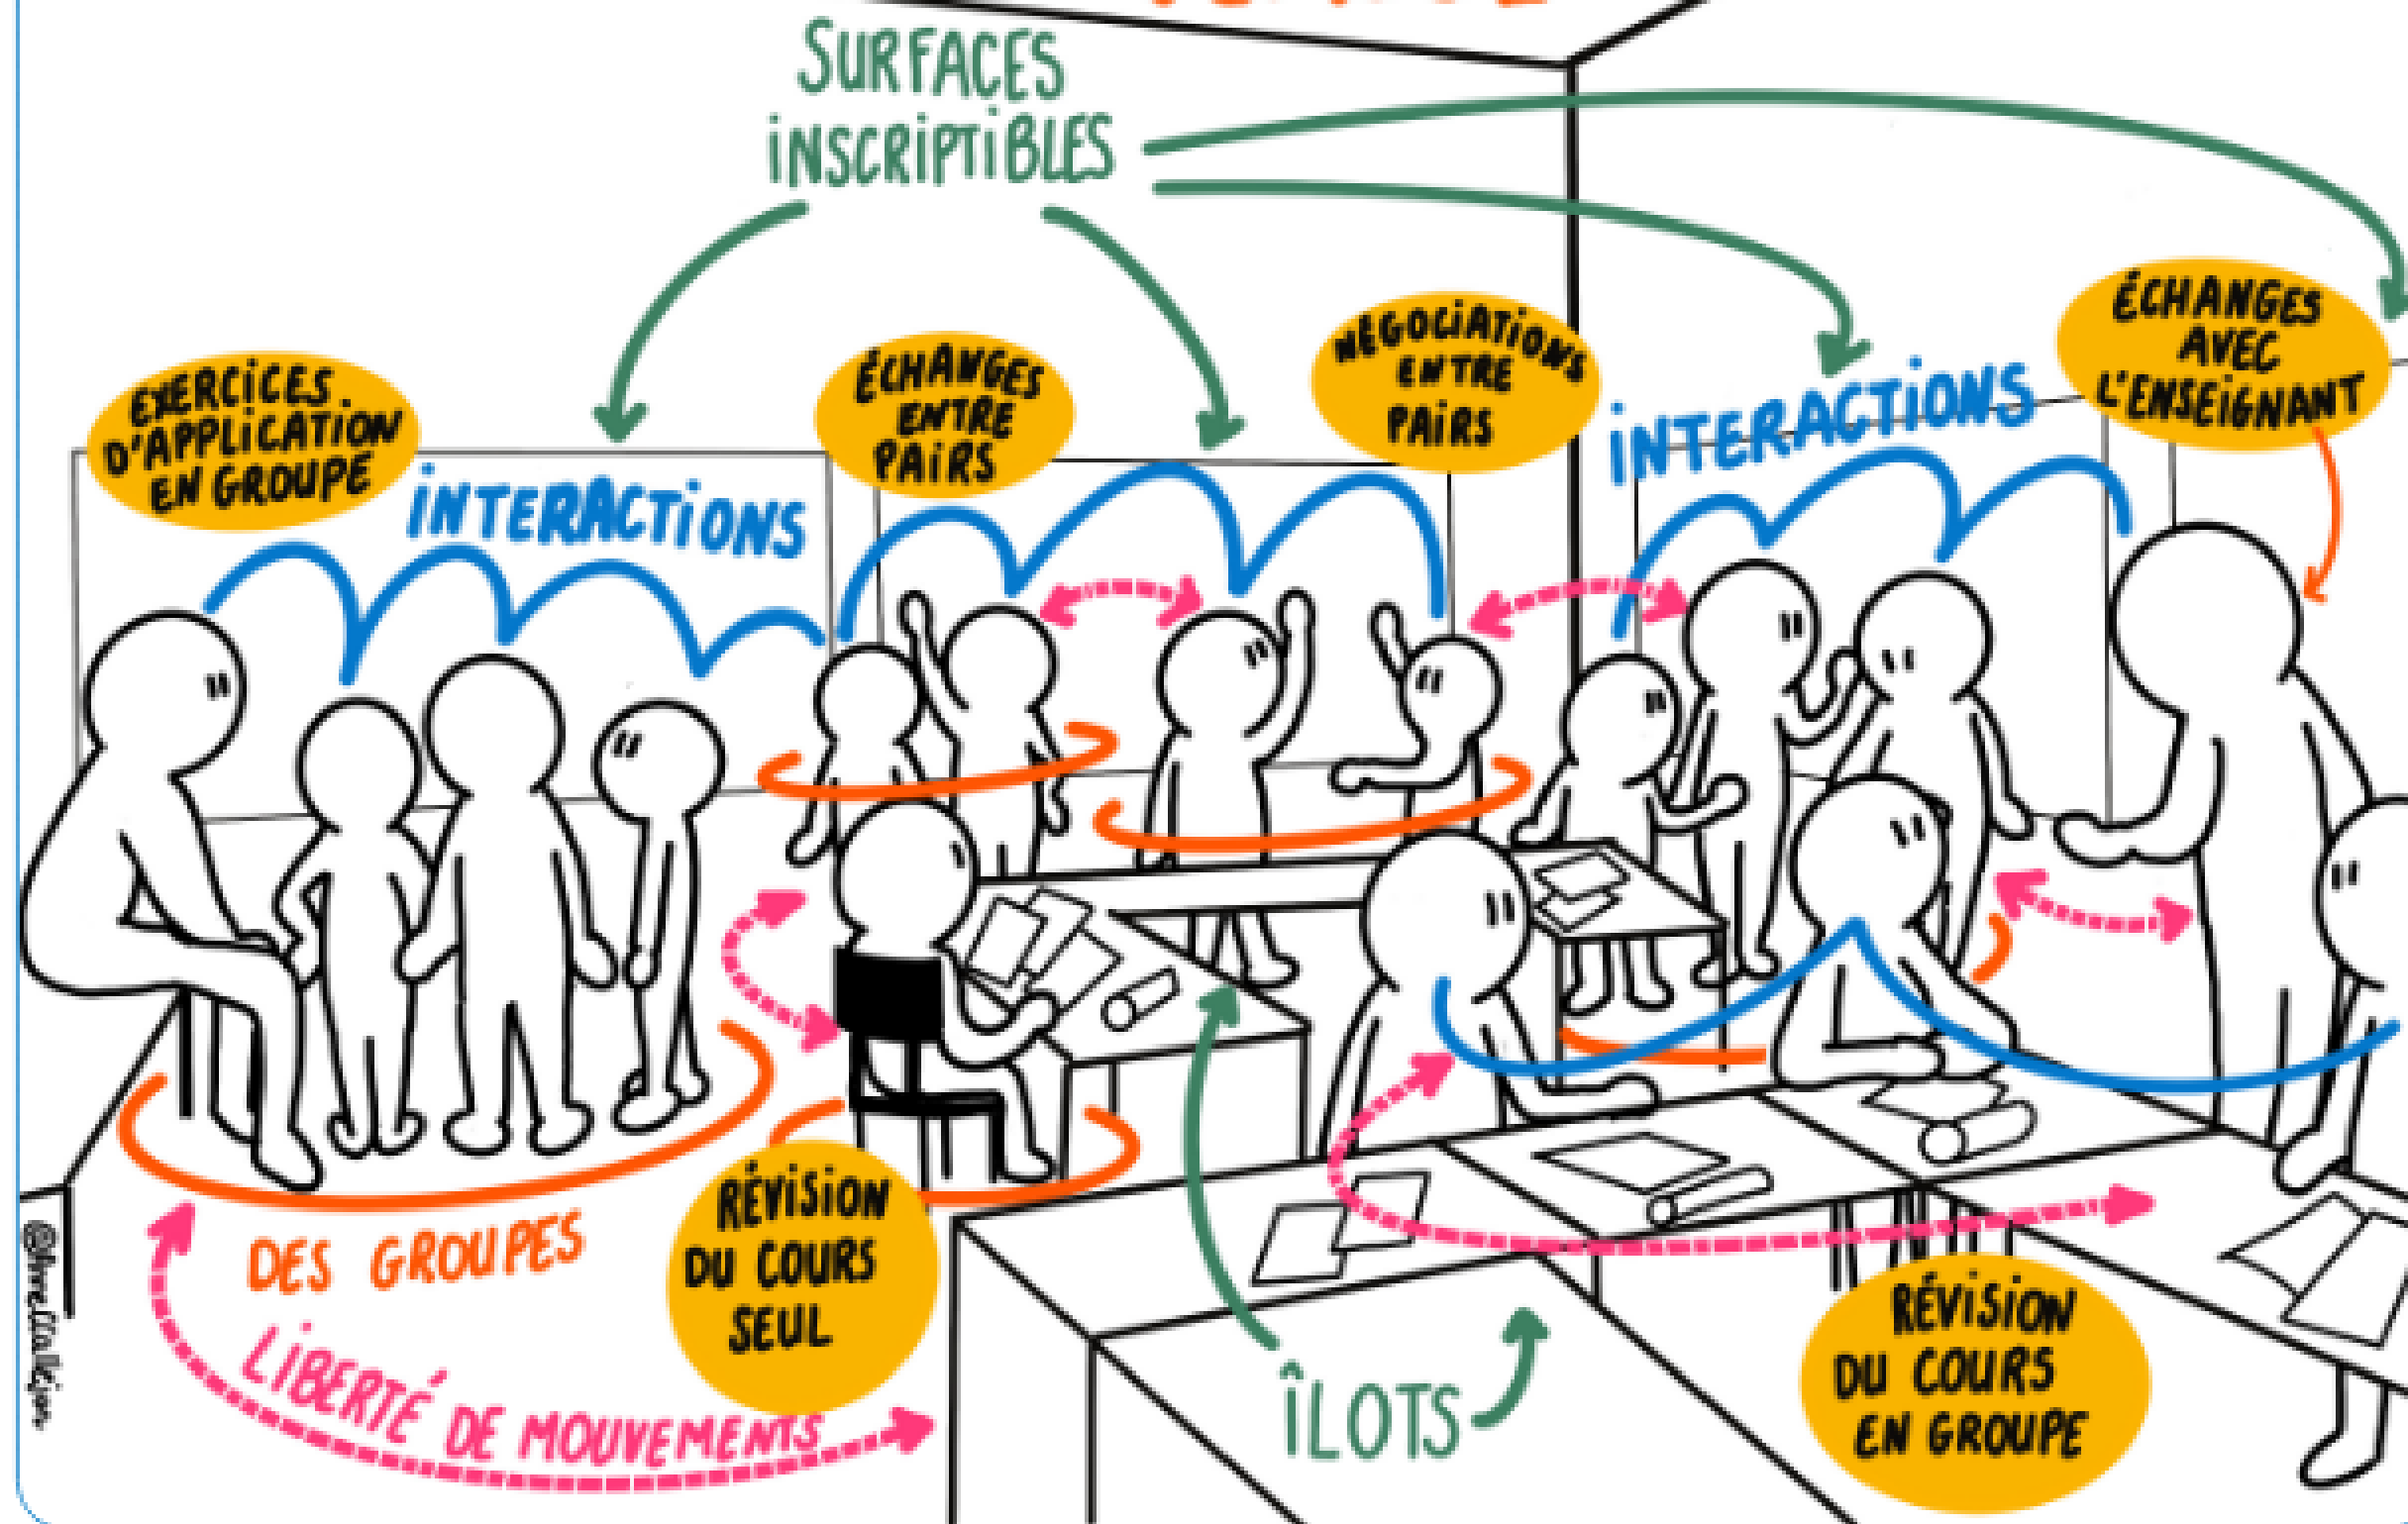 SURFACES
iNSCRiPTiBLES
EXERCiCES
D'APPLiCATiON
EN GROUPE
iNTERACTiONS
ÉCHANGES
ENTRE
PAiRS
NÉGOCiATiONS
ENTRE
PAiRS
iNTERACTiONS
ÉCHANGES
AVEC
L'ENSEiGNANT
DES GROUPES
LiBERTÉ DE MOUVEMENTS
RÉViSiON
DU COURS
SEUL
ÎLOTS
RÉViSiON
DU COURS
EN GROUPE